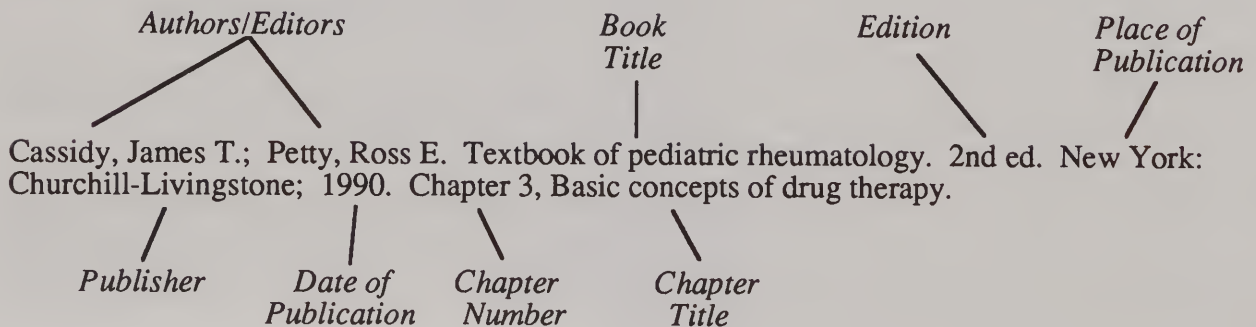 Authors/Editors Book Edition Place of
Title Publication
Cassidy, James T.; Petty, Ross E. Textbook of pediatric rheumatology. 2nd ed. New York:
Churchill-Livingstone; 1990. Chapter 3, Basic concepts of drug therapy.
Publisher Date of Chapter Chapter
Publication Number Title